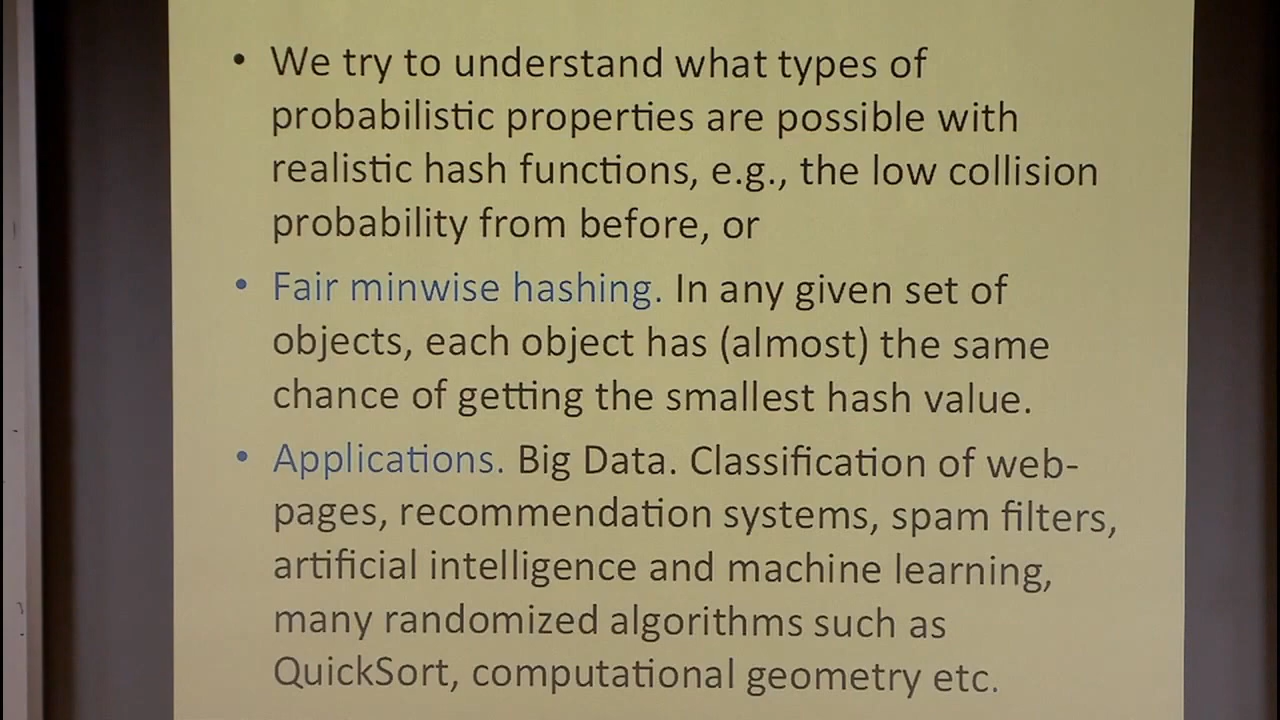 • We try to understand what types of
probabilistic properties are possible with
realistic hash functions, e.g., the low collision
probability from before, or
• Fair minwise hashing. In any given set of
objects, each object has (almost) the same
chance of getting the smallest hash value.
• Applications. Big Data. Classification of web-
pages, recommendation systems, spam filters,
artificial intelligence and machine learning,
many randomized algorithms such as
QuickSort, computational geometry etc.